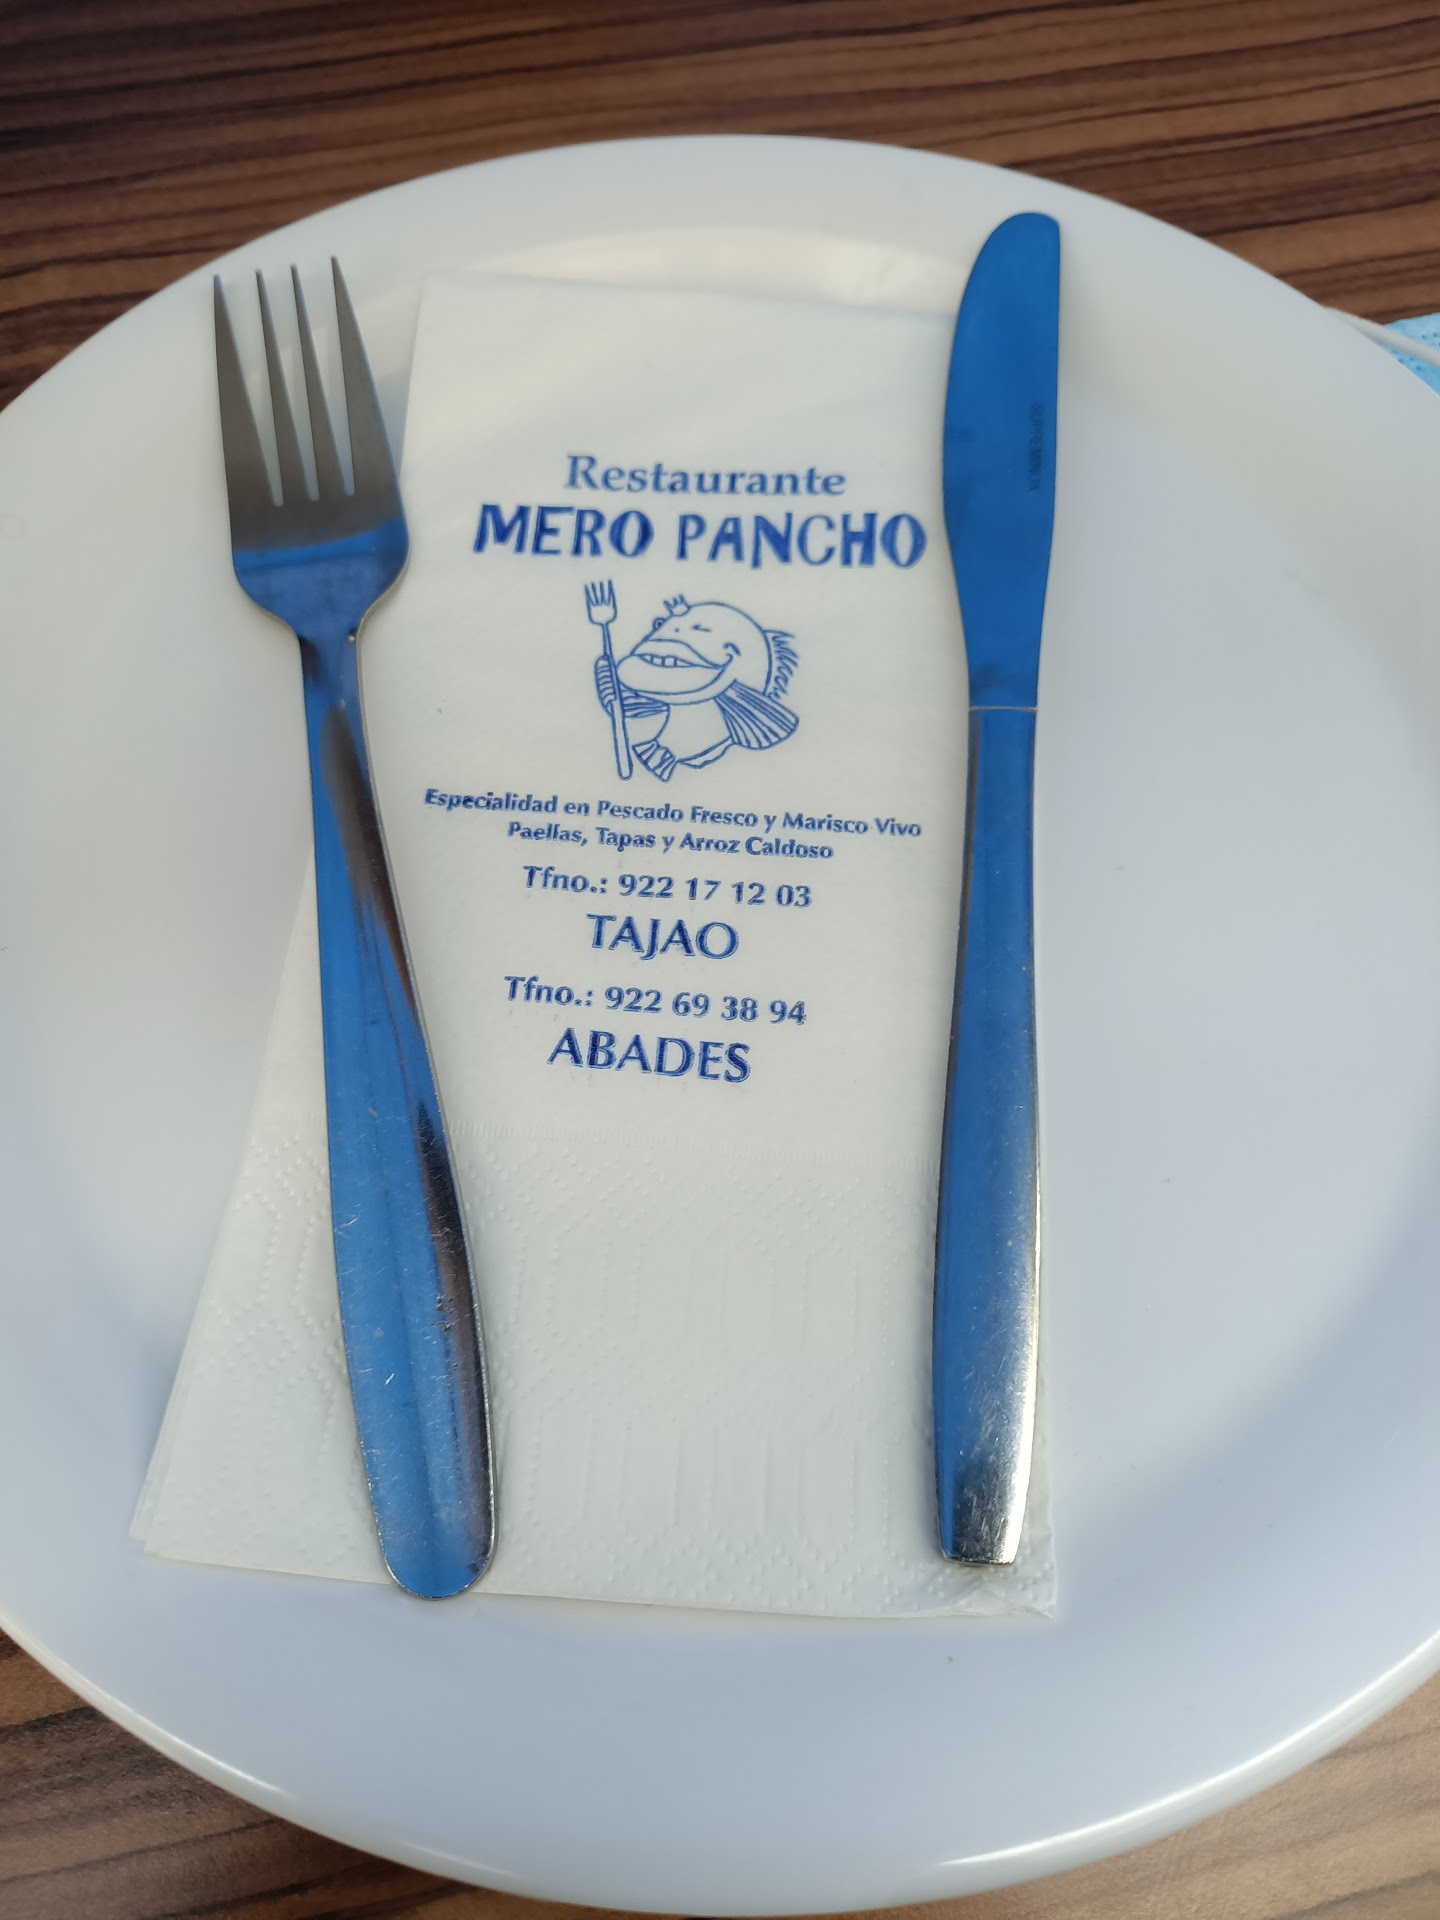 Restaurante
MERO PANCHO
Especialidad en Pescado Fresco y Marisco Vivo
Paellas, Tapas y Arroz Caldoso
Tfno.: 922 17 12 03
TAJAO
Tfno.: 922 69 38 94
ABADES
SUPREMINOX